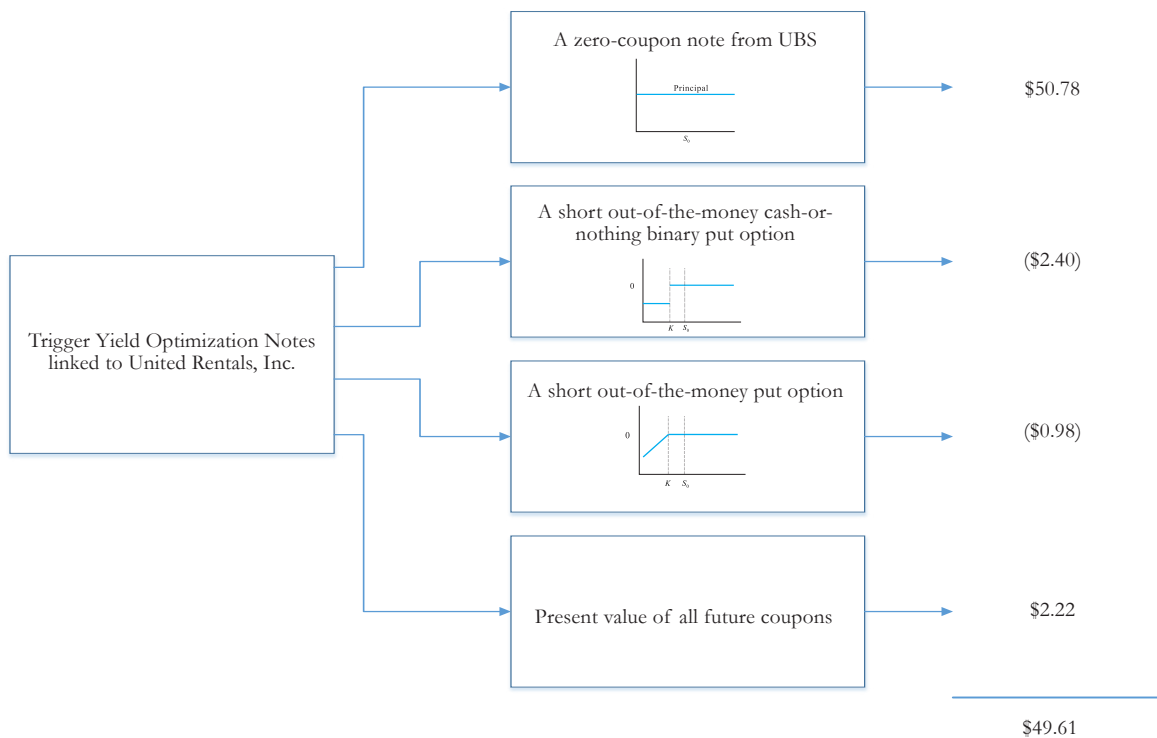 A zero-coupon note from UBS
Principal
S₀
$50.78
A short out-of-the-money cash-or-
nothing binary put option
0
K S₀
($2.40)
Trigger Yield Optimization Notes
linked to United Rentals, Inc.
A short out-of-the-money put option
0
K S₀
($0.98)
Present value of all future coupons
$2.22
$49.61